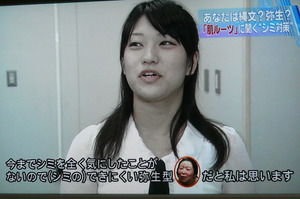 あなたは縄文?弥生?
「肌ルーツ」に聞く"シミ対策"
今までシミを全く気にしたことが
ないので(シミの)できにくい弥生型 だと私は思います